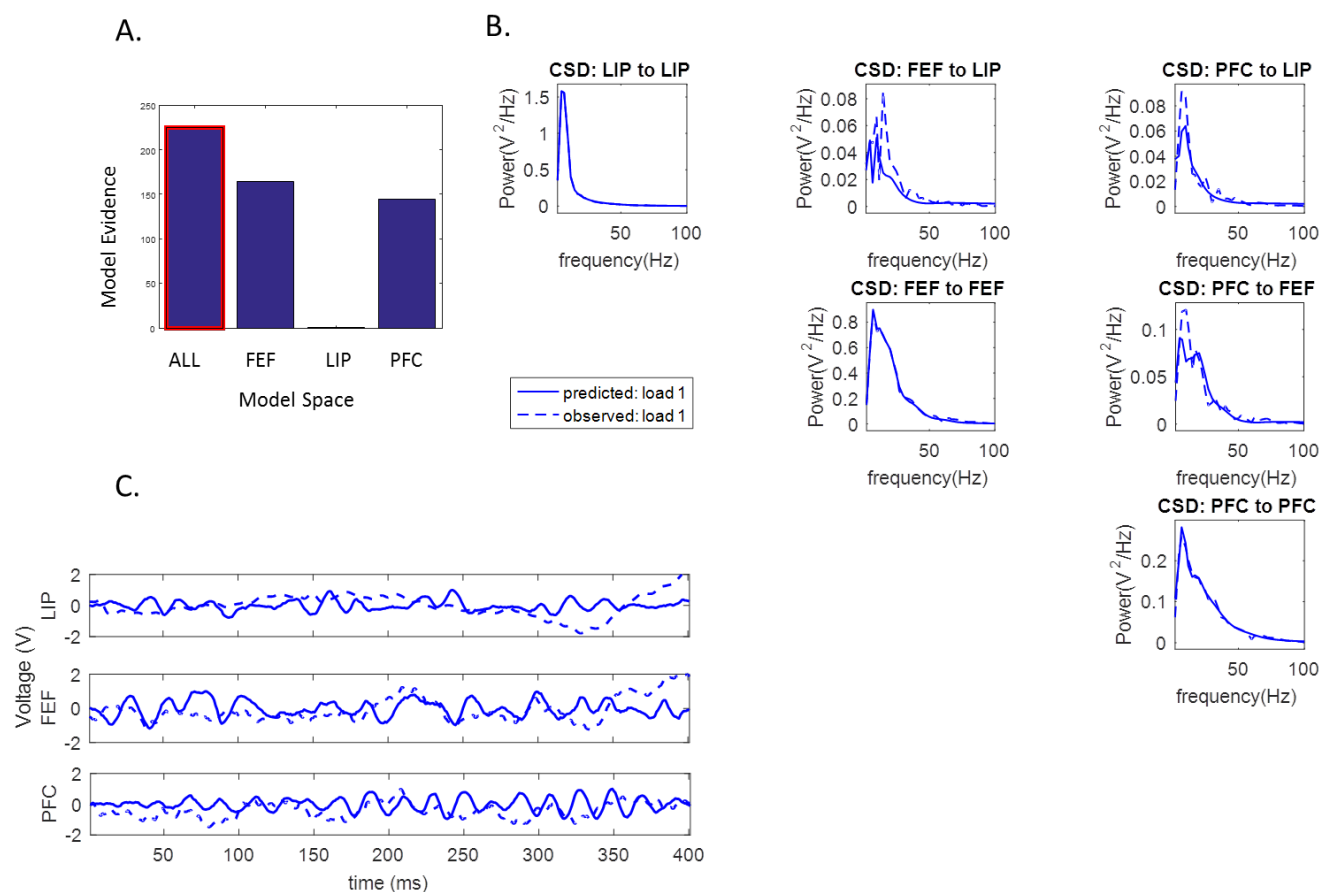 A.
250
200
150
100
50
0
Model Evidence
ALL FEF LIP PFC
Model Space
B.
CSD: LIP to LIP
Power(V^2/Hz)
1.5
1
0.5
0
50 100
frequency(Hz)
CSD: FEF to LIP
Power(V^2/Hz)
0.08
0.06
0.04
0.02
0
50 100
frequency(Hz)
CSD: PFC to LIP
Power(V^2/Hz)
0.08
0.06
0.04
0.02
0
50 100
frequency(Hz)
CSD: FEF to FEF
Power(V^2/Hz)
0.8
0.6
0.4
0.2
0
50 100
frequency(Hz)
CSD: PFC to FEF
Power(V^2/Hz)
0.1
0.05
0
50 100
frequency(Hz)
predicted: load 1
observed: load 1
CSD: PFC to PFC
Power(V^2/Hz)
0.2
0.1
0
50 100
frequency(Hz)
C.
Voltage (V)
LIP
2
0
-2
FEF
2
0
-2
PFC
2
0
-2
50 100 150 200 250 300 350 400
time (ms)